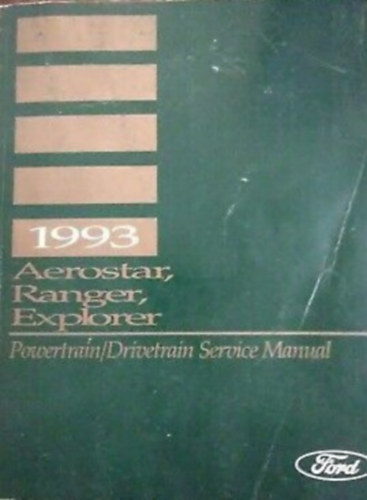 1993
Aerostar,
Ranger,
Explorer
Powertrain/Drivetrain Service Manual
Ford